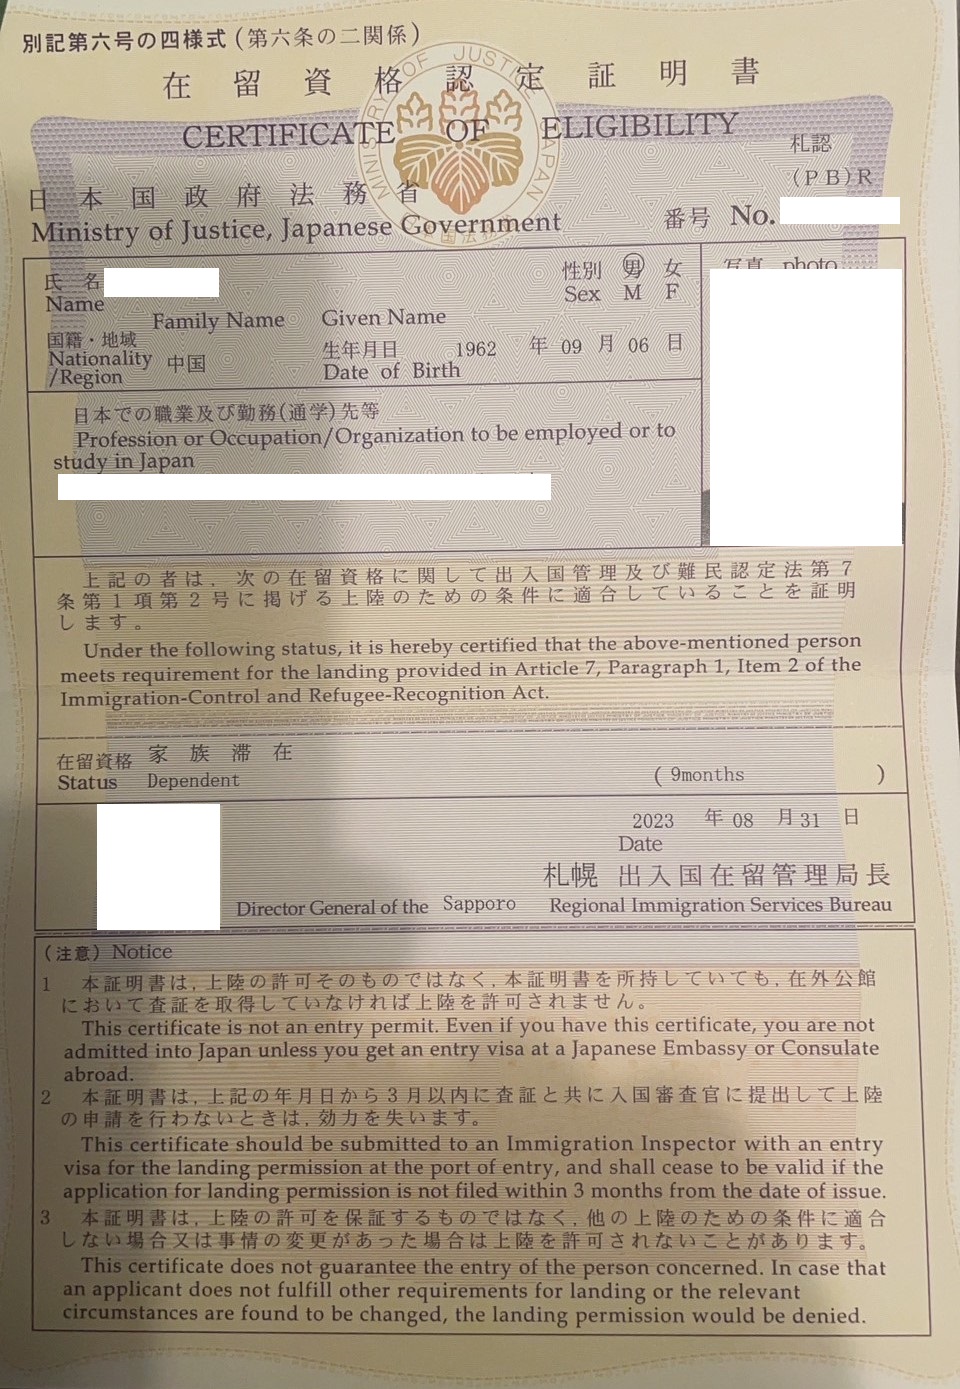 別記第六号の四様式（第六条の二関係）
在留資格認定証明書
CERTIFICATE OF ELIGIBILITY
MINISTRY OF JUSTICE, JAPAN
札認
(PB)R
日本国政府法務省
Ministry of Justice, Japanese Government
番号 No.
氏名
Name
Family Name Given Name
性別 男 女
Sex M F
写真 photo
国籍・地域
Nationality
/Region
中国
生年月日 1962 年 09 月 06 日
Date of Birth
日本での職業及び勤務(通学)先等
Profession or Occupation/Organization to be employed or to
study in Japan
上記の者は，次の在留資格に関して出入国管理及び難民認定法第7
条第1項第2号に掲げる上陸のための条件に適合していることを証明
します。
Under the following status, it is hereby certified that the above-mentioned person
meets requirement for the landing provided in Article 7, Paragraph 1, Item 2 of the
Immigration-Control and Refugee-Recognition Act.
在留資格 家族滞在
Status Dependent
( 9months )
2023 年 08 月 31 日
Date
札幌 出入国在留管理局長
Director General of the Sapporo Regional Immigration Services Bureau
（注意）Notice
1 本証明書は，上陸の許可そのものではなく，本証明書を所持していても，在外公館
において査証を取得していなければ上陸を許可されません。
This certificate is not an entry permit. Even if you have this certificate, you are not
admitted into Japan unless you get an entry visa at a Japanese Embassy or Consulate
abroad.
2 本証明書は，上記の年月日から3月以内に査証と共に入国審査官に提出して上陸
の申請を行わないときは，効力を失います。
This certificate should be submitted to an Immigration Inspector with an entry
visa for the landing permission at the port of entry, and shall cease to be valid if the
application for landing permission is not filed within 3 months from the date of issue.
3 本証明書は，上陸の許可を保証するものではなく，他の上陸のための条件に適合
しない場合又は事情の変更があった場合は上陸を許可されないことがあります。
This certificate does not guarantee the entry of the person concerned. In case that
an applicant does not fulfill other requirements for landing or the relevant
circumstances are found to be changed, the landing permission would be denied.